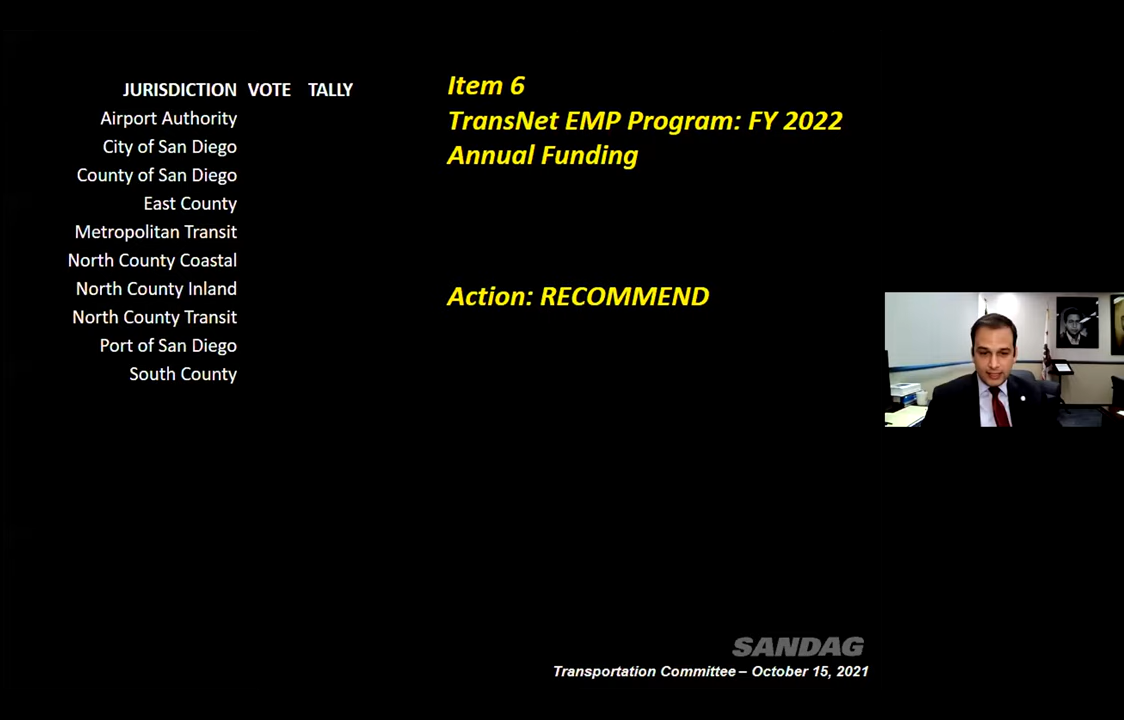 JURISDICTION VOTE TALLY
Airport Authority
City of San Diego
County of San Diego
East County
Metropolitan Transit
North County Coastal
North County Inland
North County Transit
Port of San Diego
South County
Item 6
TransNet EMP Program: FY 2022
Annual Funding
Action: RECOMMEND
SANDAG
Transportation Committee – October 15, 2021